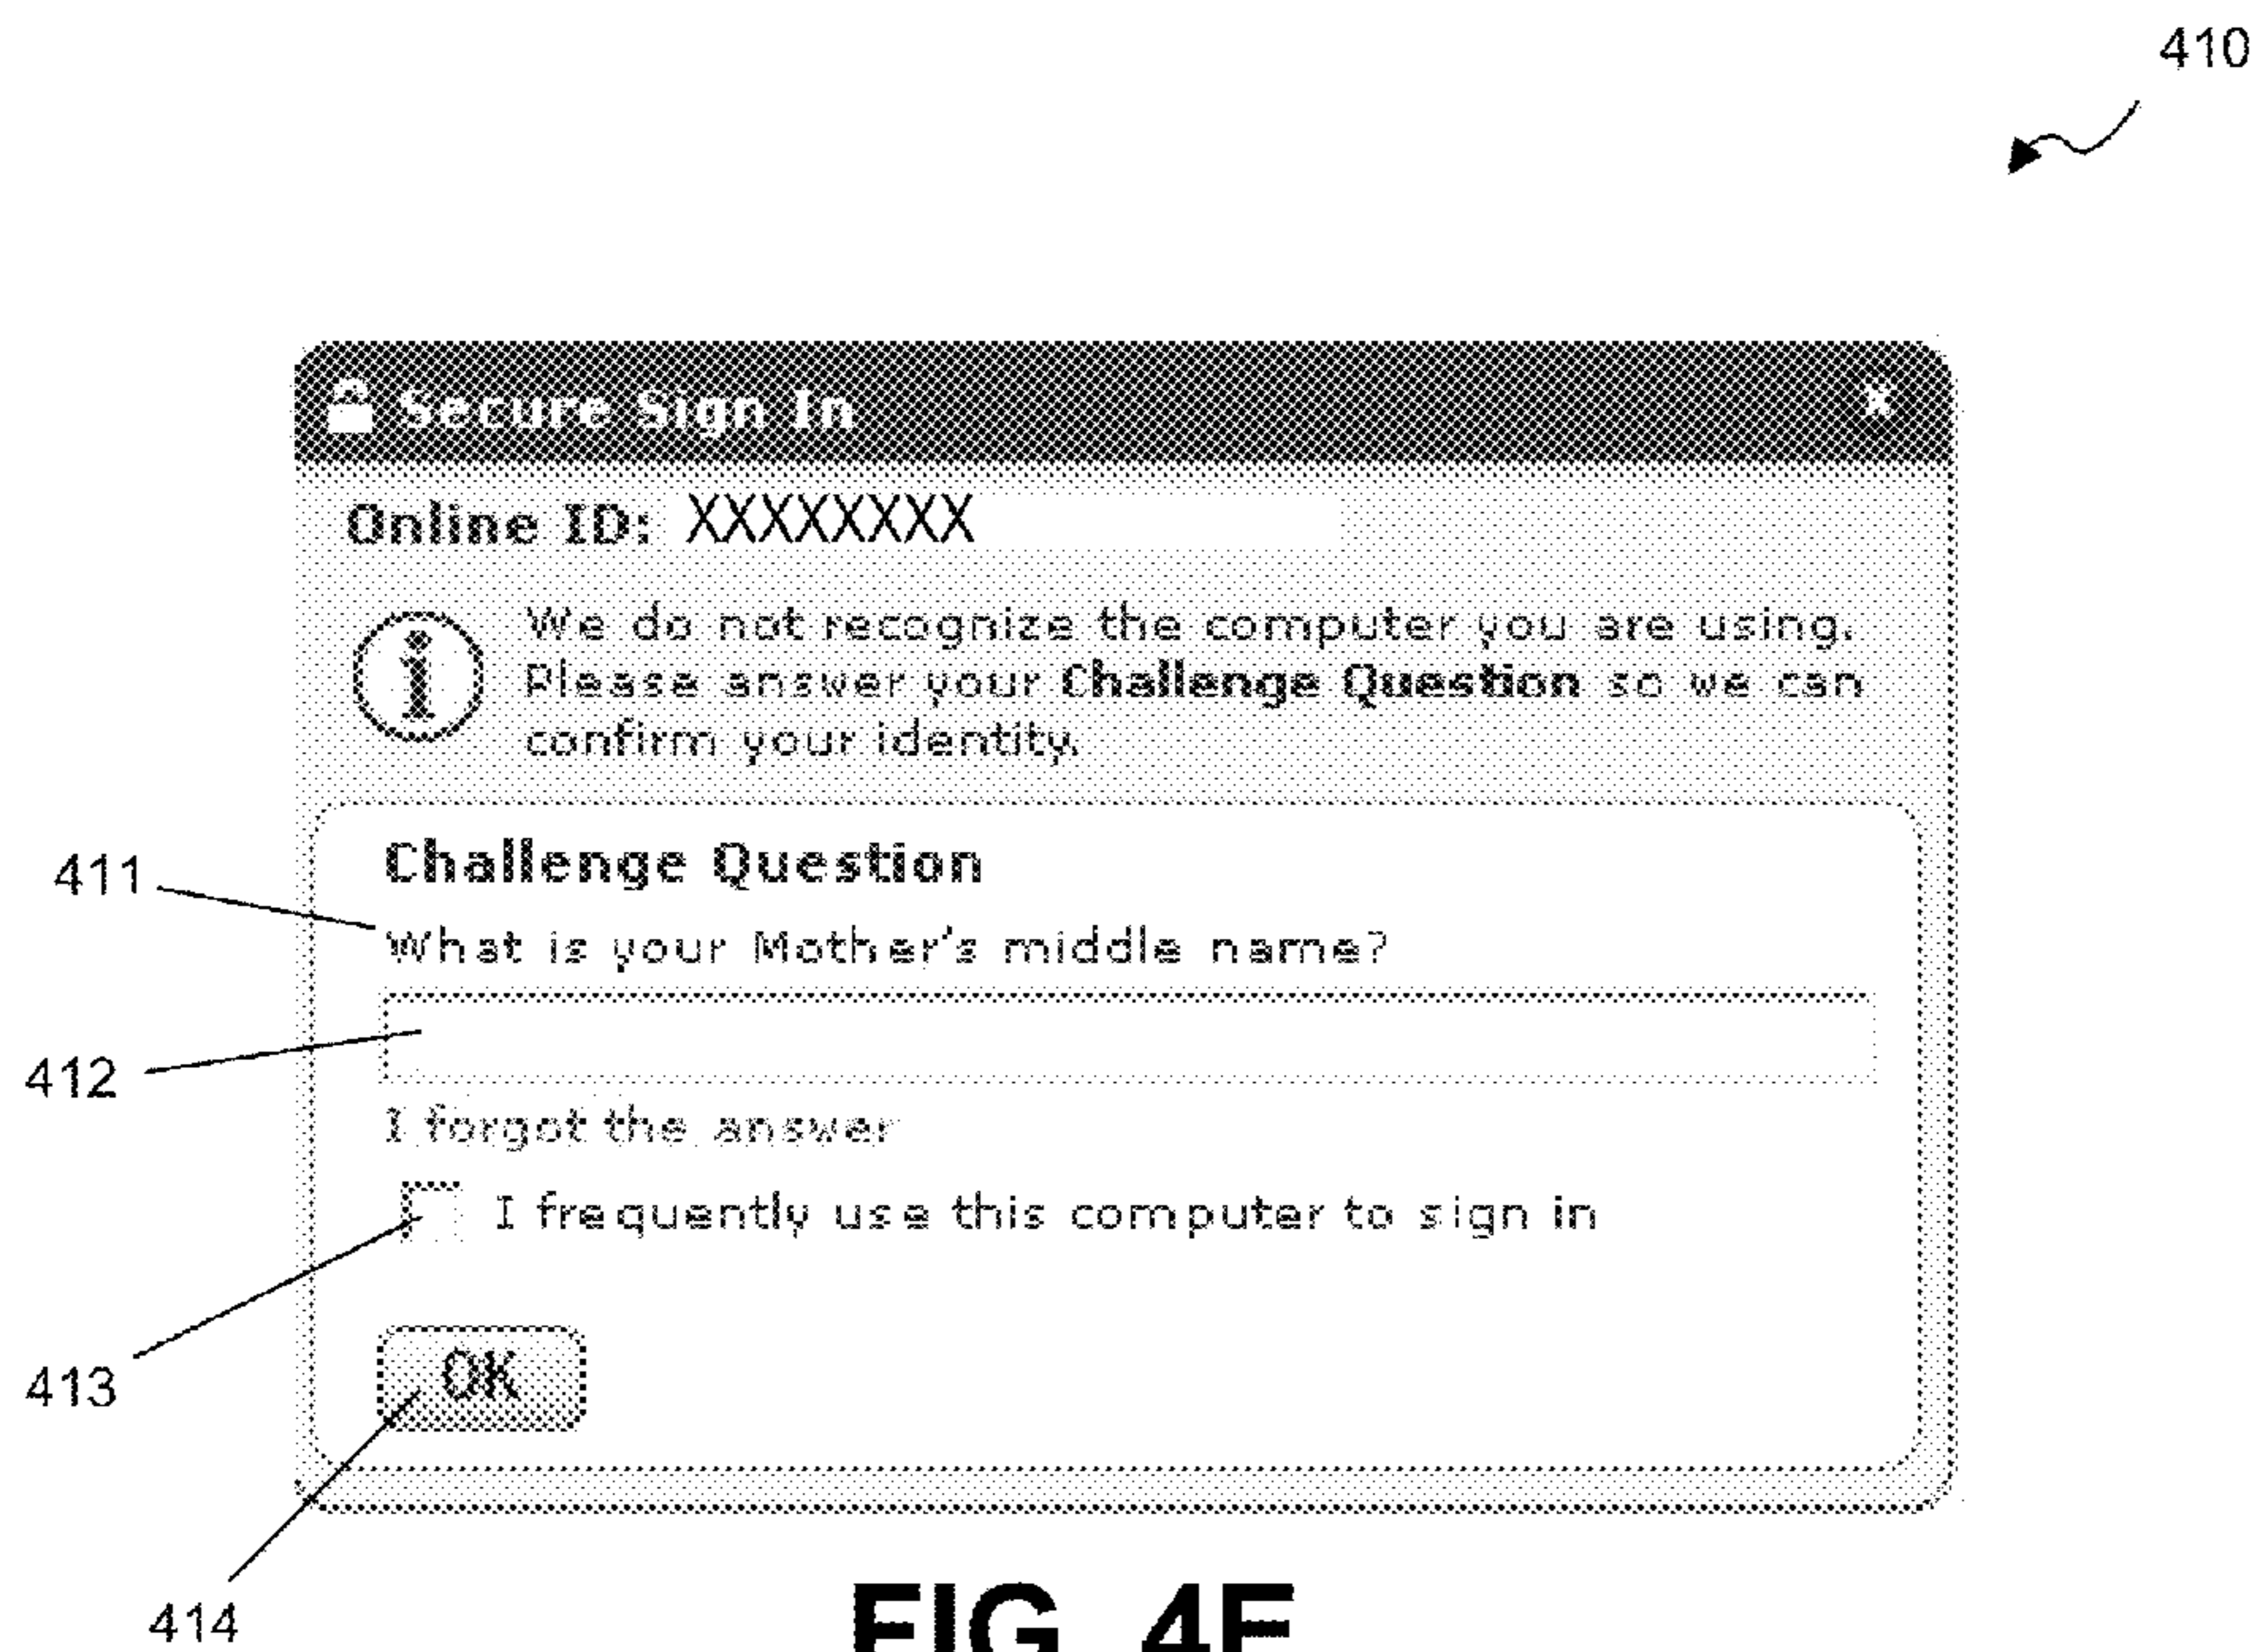 410
Secure Sign In
Online ID: XXXXXXXX
We do not recognize the computer you are using.
Please answer your Challenge Question so we can
confirm your identity.
Challenge Question
411
What is your Mother's middle name?
412
I forgot the answer
I frequently use this computer to sign in
413
OK
414
FIG. 4E